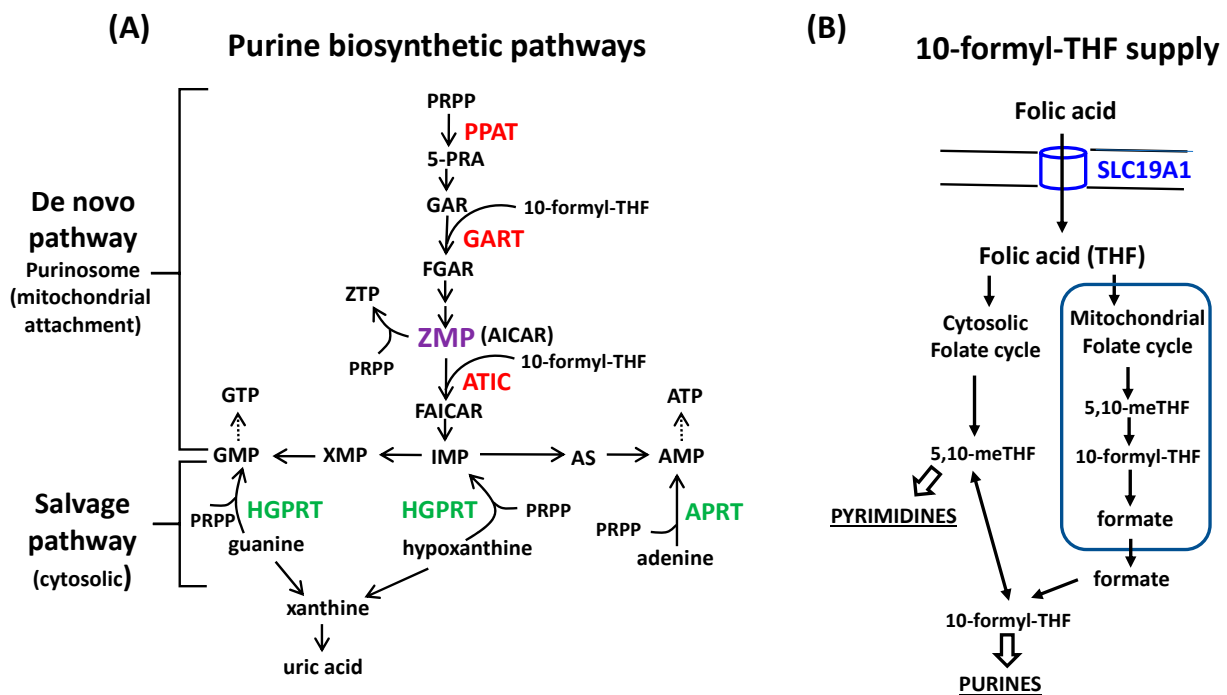 (A)
Purine biosynthetic pathways
De novo
pathway
Purinosome
(mitochondrial
attachment)
PRPP
PPAT
5-PRA
GAR
10-formyl-THF
GART
FGAR
ZTP
ZMP (AICAR)
PRPP
10-formyl-THF
ATIC
FAICAR
GTP
ATP
GMP
XMP
IMP
AS
AMP
Salvage
pathway
(cytosolic)
PRPP
HGPRT
guanine
HGPRT
PRPP
hypoxanthine
PRPP
APRT
adenine
xanthine
uric acid
(B)
10-formyl-THF supply
Folic acid
SLC19A1
Folic acid (THF)
Cytosolic
Folate cycle
Mitochondrial
Folate cycle
5,10-meTHF
10-formyl-THF
formate
5,10-meTHF
PYRIMIDINES
formate
10-formyl-THF
PURINES